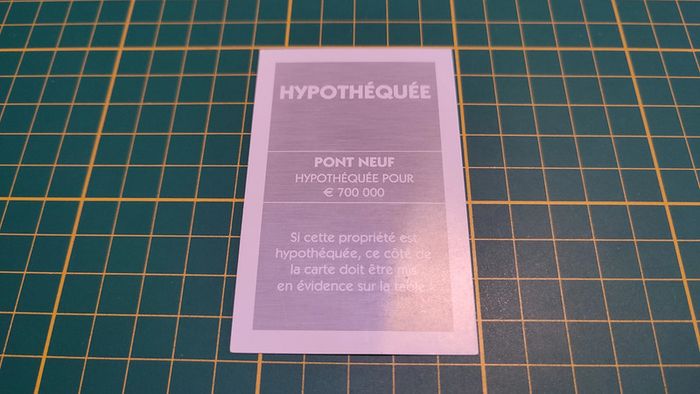 HYPOTHÉQUÉE
PONT NEUF
HYPOTHÉQUÉE POUR
€ 700 000
Si cette propriété est
hypothéquée, ce côté de
la carte doit être mis
en évidence sur la table.